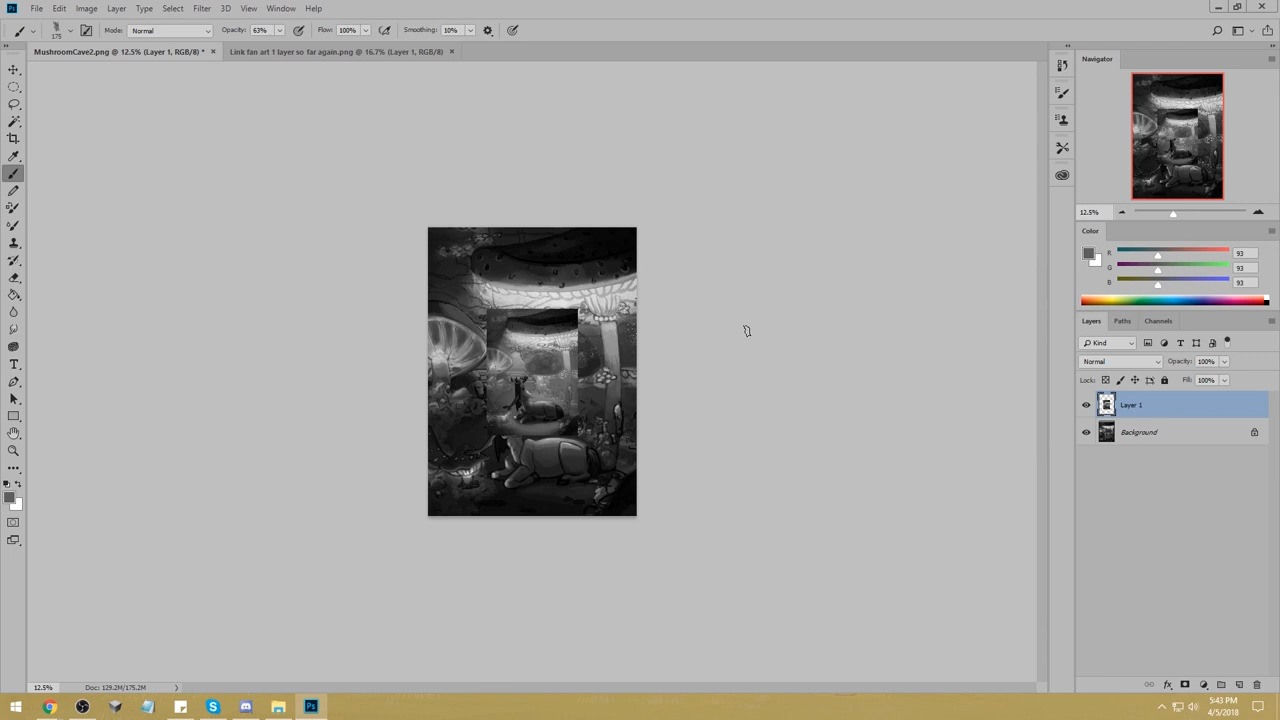 File Edit Image Layer Type Select Filter 3D View Window Help
175 Mode: Normal Opacity: 63% Flow: 100% Smoothing: 10%
MushroomCave2.png @ 12.5% (Layer 1, RGB/8) * × Link fan art 1 layer so far again.png @ 16.7% (Layer 1, RGB/8) ×
Navigator
12.5%
Color
R 93
G 93
B 93
Layers Paths Channels
Kind
Normal Opacity: 100%
Lock: Fill: 100%
Layer 1
Background
12.5% Doc: 129.2M/175.2M
Ps
5:43 PM
4/5/2018